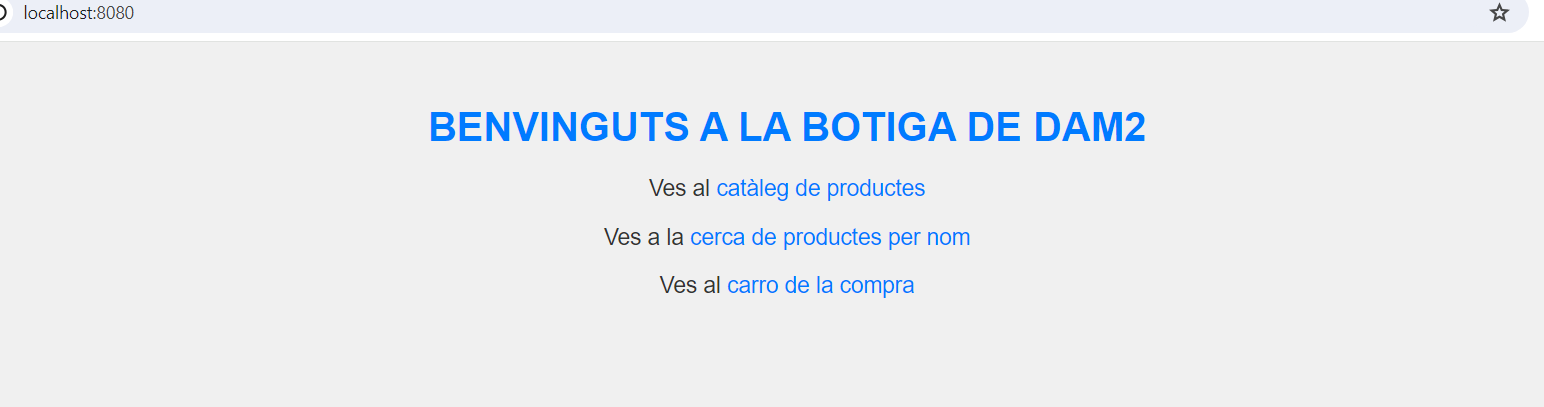 localhost:8080
BENVINGUTS A LA BOTIGA DE DAM2
Ves al catàleg de productes
Ves a la cerca de productes per nom
Ves al carro de la compra